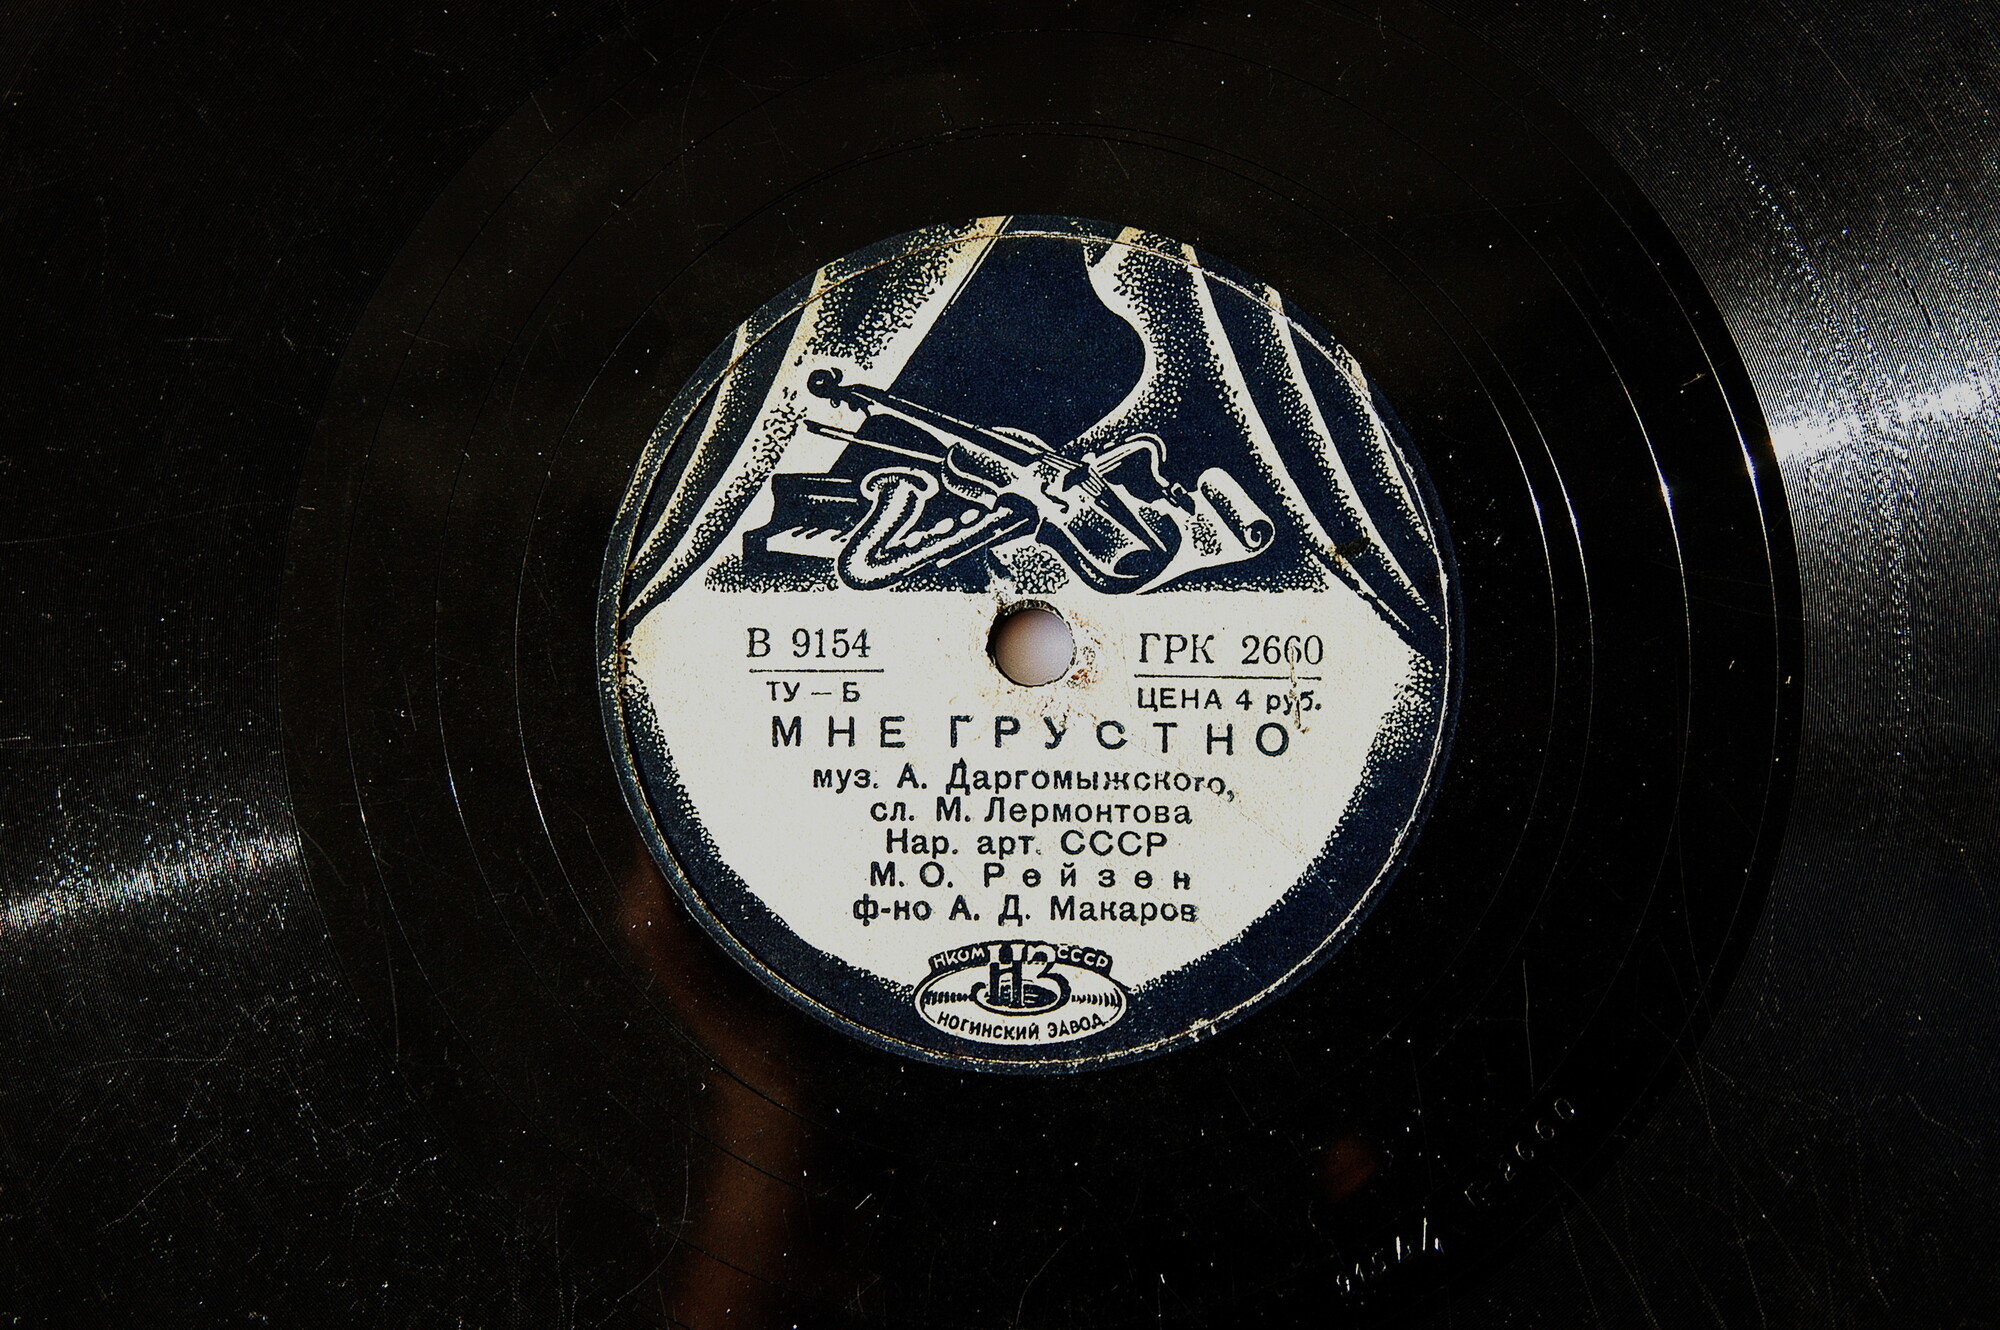 В 9154
ТУ – Б
ГРК 2660
ЦЕНА 4 руб.
МНЕ ГРУСТНО
муз. А. Даргомыжского,
сл. М. Лермонтова
Нар. арт. СССР
М. О. Рейзен
ф-но А. Д. Макаров
НКОМ НЗ СССР
НОГИНСКИЙ ЗАВОД